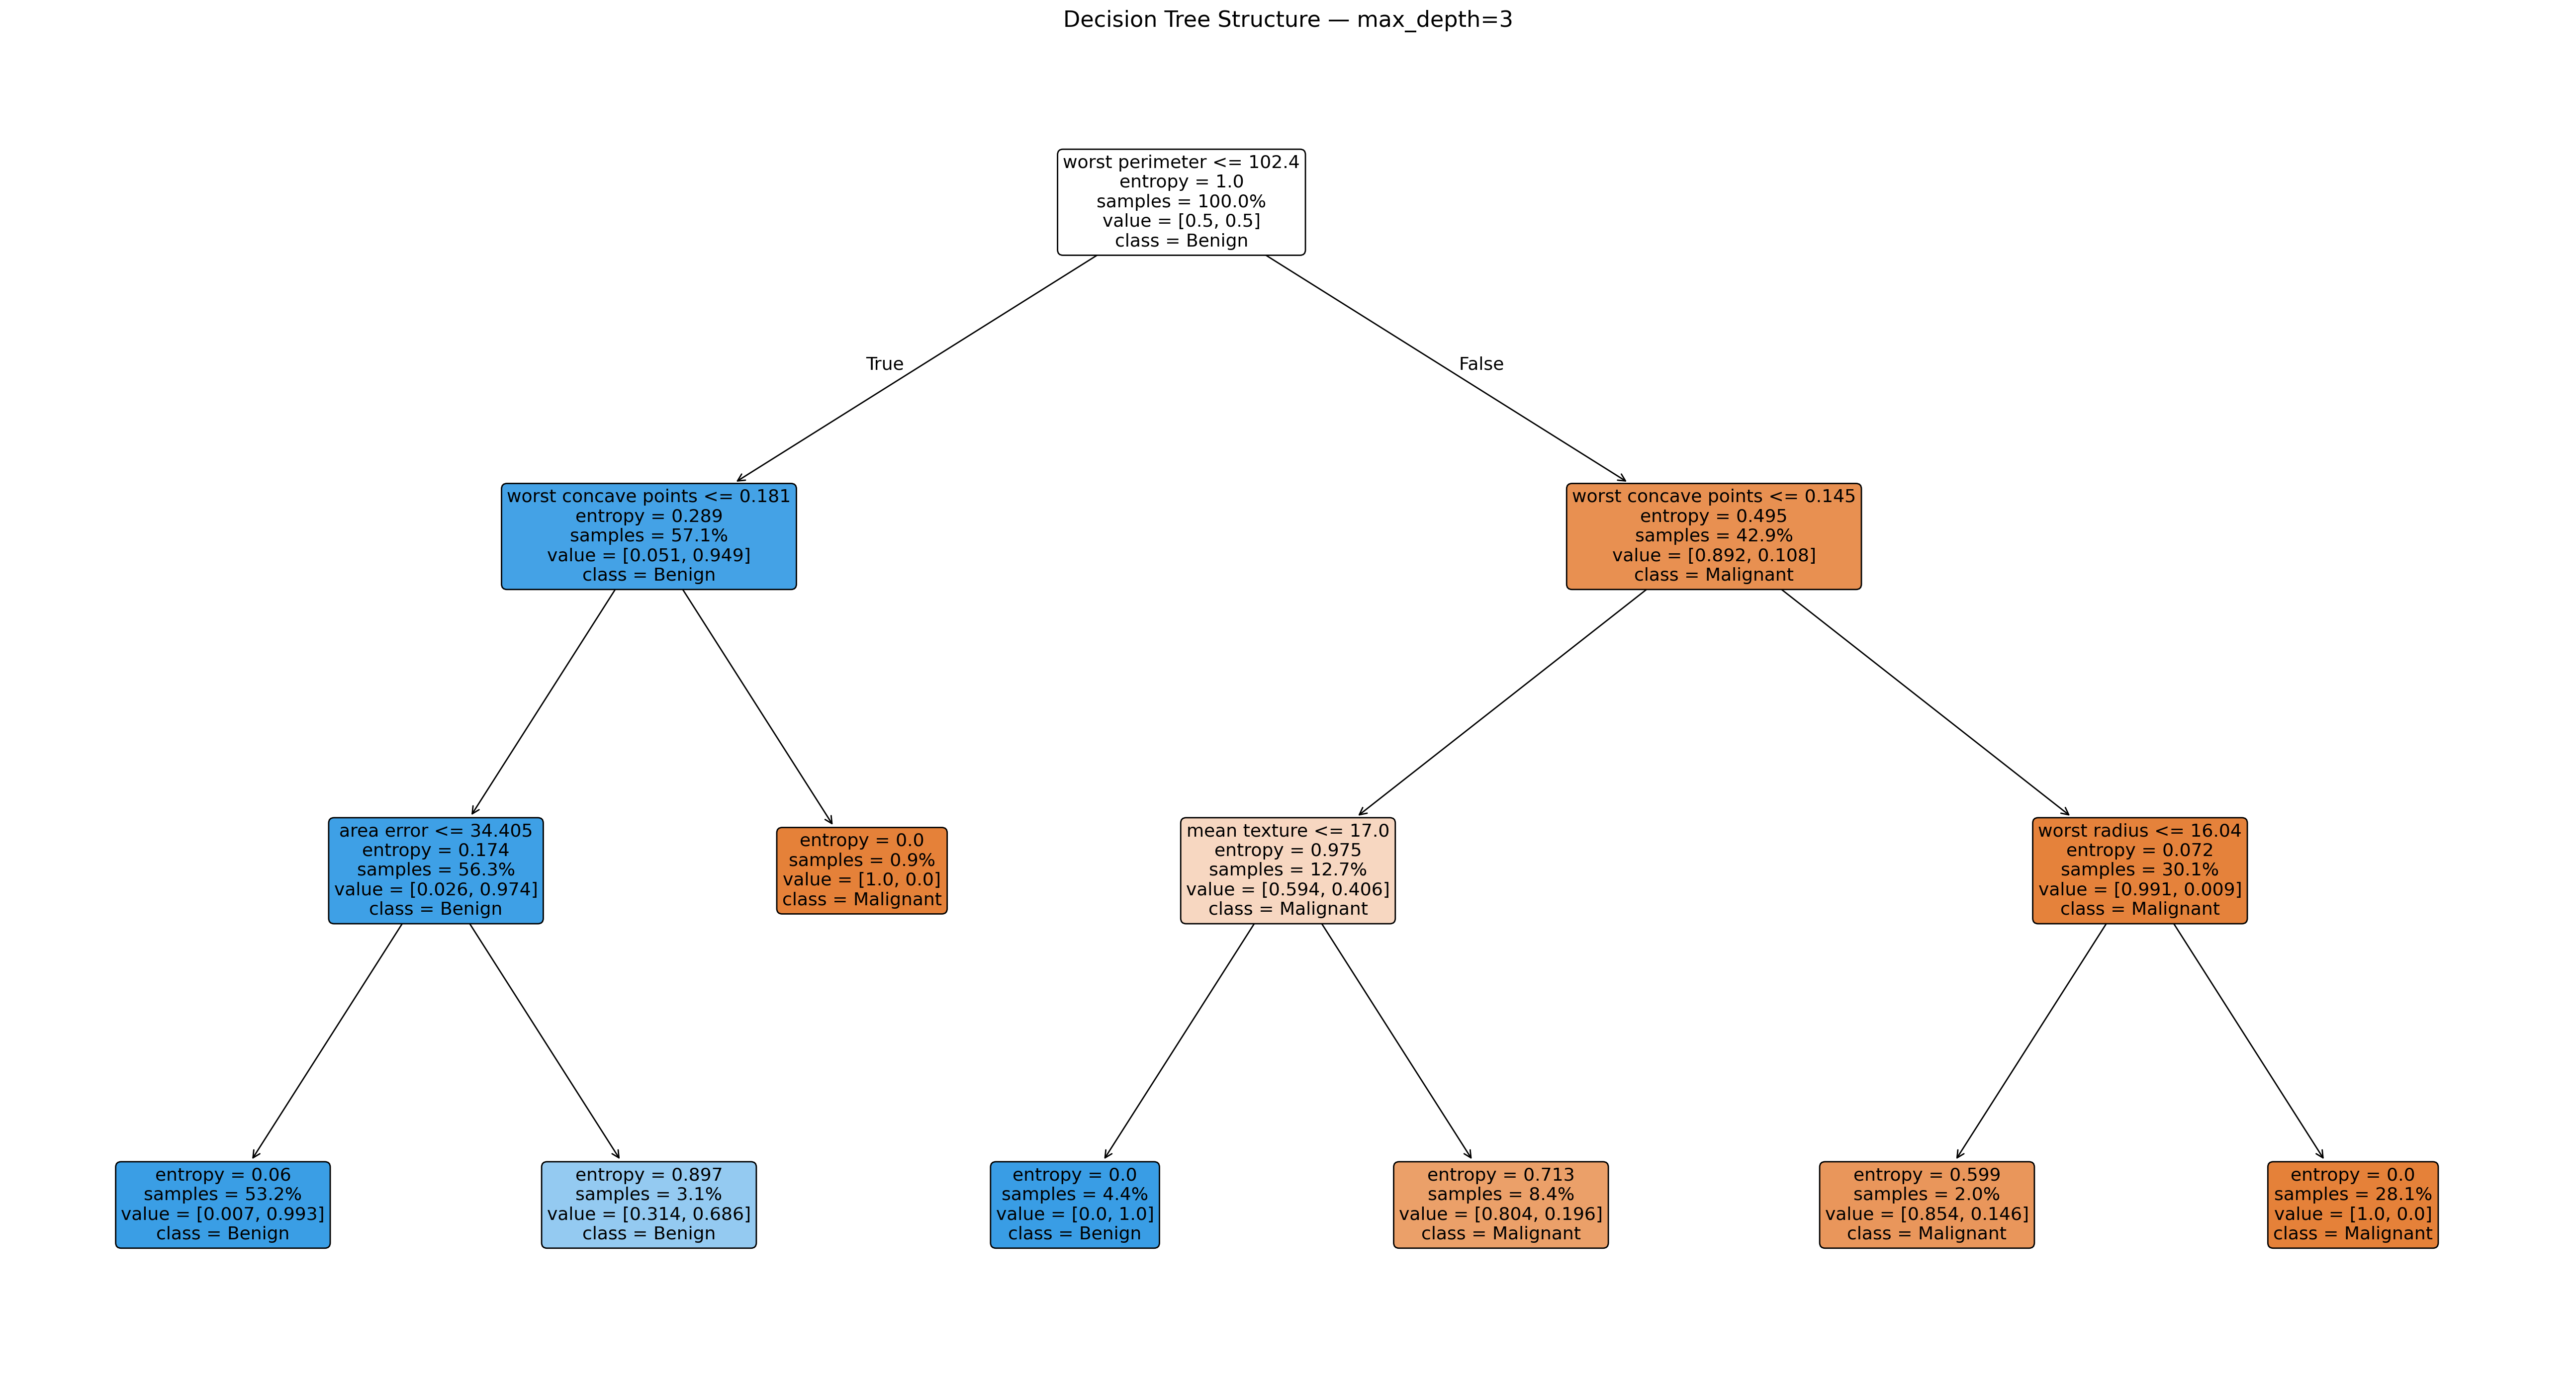 Decision Tree Structure — max_depth=3
worst perimeter <= 102.4
entropy = 1.0
samples = 100.0%
value = [0.5, 0.5]
class = Benign
True
False
worst concave points <= 0.181
entropy = 0.289
samples = 57.1%
value = [0.051, 0.949]
class = Benign
worst concave points <= 0.145
entropy = 0.495
samples = 42.9%
value = [0.892, 0.108]
class = Malignant
area error <= 34.405
entropy = 0.174
samples = 56.3%
value = [0.026, 0.974]
class = Benign
entropy = 0.0
samples = 0.9%
value = [1.0, 0.0]
class = Malignant
mean texture <= 17.0
entropy = 0.975
samples = 12.7%
value = [0.594, 0.406]
class = Malignant
worst radius <= 16.04
entropy = 0.072
samples = 30.1%
value = [0.991, 0.009]
class = Malignant
entropy = 0.06
samples = 53.2%
value = [0.007, 0.993]
class = Benign
entropy = 0.897
samples = 3.1%
value = [0.314, 0.686]
class = Benign
entropy = 0.0
samples = 4.4%
value = [0.0, 1.0]
class = Benign
entropy = 0.713
samples = 8.4%
value = [0.804, 0.196]
class = Malignant
entropy = 0.599
samples = 2.0%
value = [0.854, 0.146]
class = Malignant
entropy = 0.0
samples = 28.1%
value = [1.0, 0.0]
class = Malignant